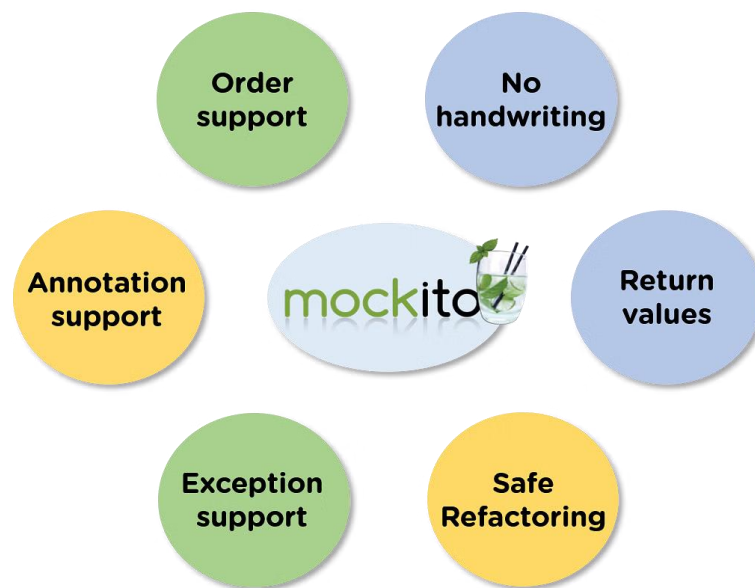 Order
support
No
handwriting
Annotation
support
mockito
Return
values
Exception
support
Safe
Refactoring